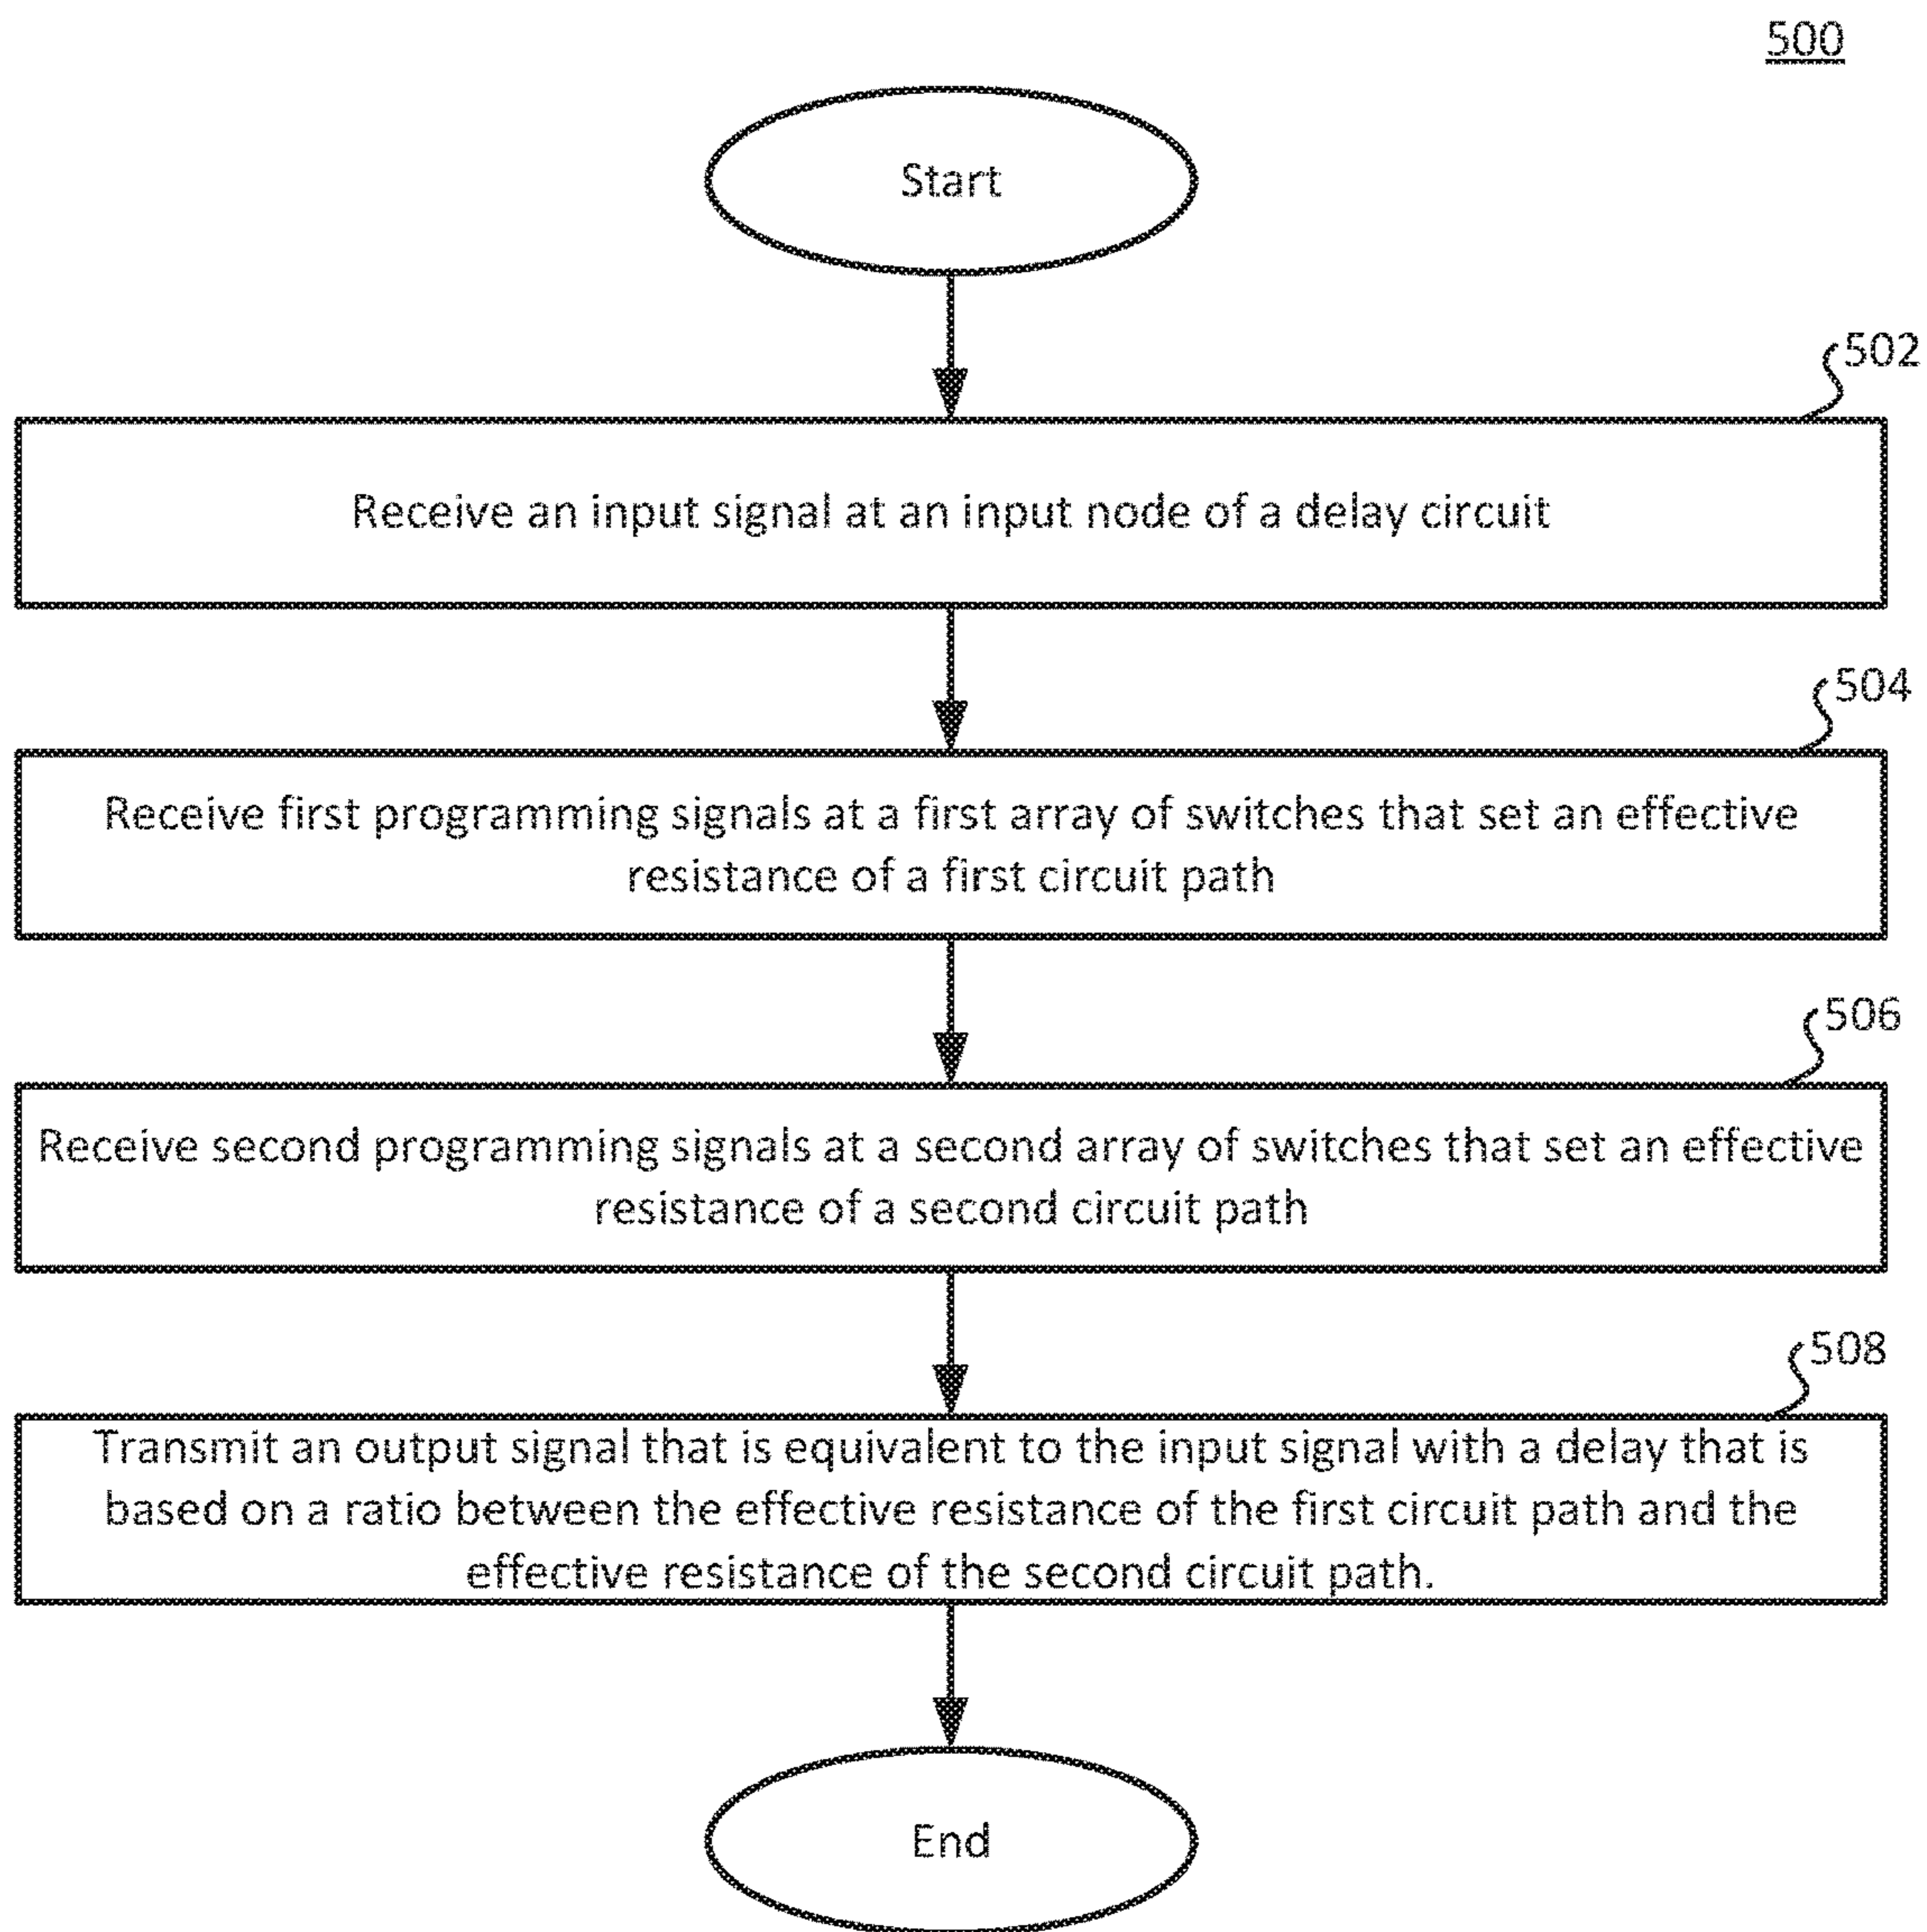 500
Start
502
Receive an input signal at an input node of a delay circuit
504
Receive first programming signals at a first array of switches that set an effective
resistance of a first circuit path
506
Receive second programming signals at a second array of switches that set an effective
resistance of a second circuit path
508
Transmit an output signal that is equivalent to the input signal with a delay that is
based on a ratio between the effective resistance of the first circuit path and the
effective resistance of the second circuit path.
End